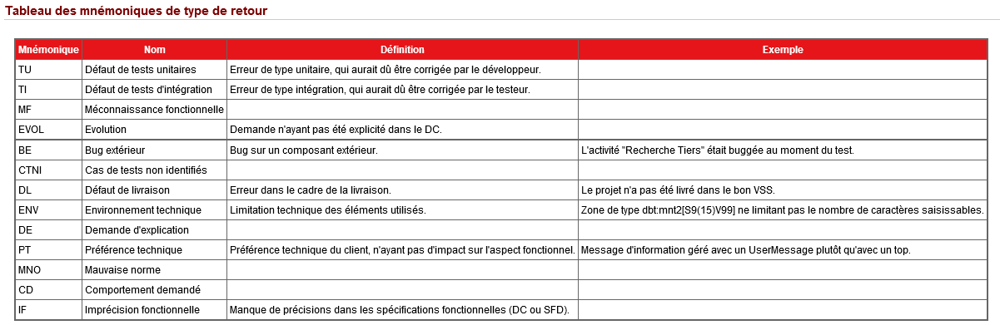 Tableau des mnémoniques de type de retour
Mnémonique Nom Définition Exemple
TU Défaut de tests unitaires Erreur de type unitaire, qui aurait dû être corrigée par le développeur.
TI Défaut de tests d'intégration Erreur de type intégration, qui aurait dû être corrigée par le testeur.
MF Méconnaissance fonctionnelle
EVOL Evolution Demande n'ayant pas été explicité dans le DC.
BE Bug extérieur Bug sur un composant extérieur. L'activité "Recherche Tiers" était buggée au moment du test.
CTNI Cas de tests non identifiés
DL Défaut de livraison Erreur dans le cadre de la livraison. Le projet n'a pas été livré dans le bon VSS.
ENV Environnement technique Limitation technique des éléments utilisés. Zone de type dbt:mnt2[S9(15)V99] ne limitant pas le nombre de caractères saisissables.
DE Demande d'explication
PT Préférence technique Préférence technique du client, n'ayant pas d'impact sur l'aspect fonctionnel. Message d'information géré avec un UserMessage plutôt qu'avec un top.
MNO Mauvaise norme
CD Comportement demandé
IF Imprécision fonctionnelle Manque de précisions dans les spécifications fonctionnelles (DC ou SFD).